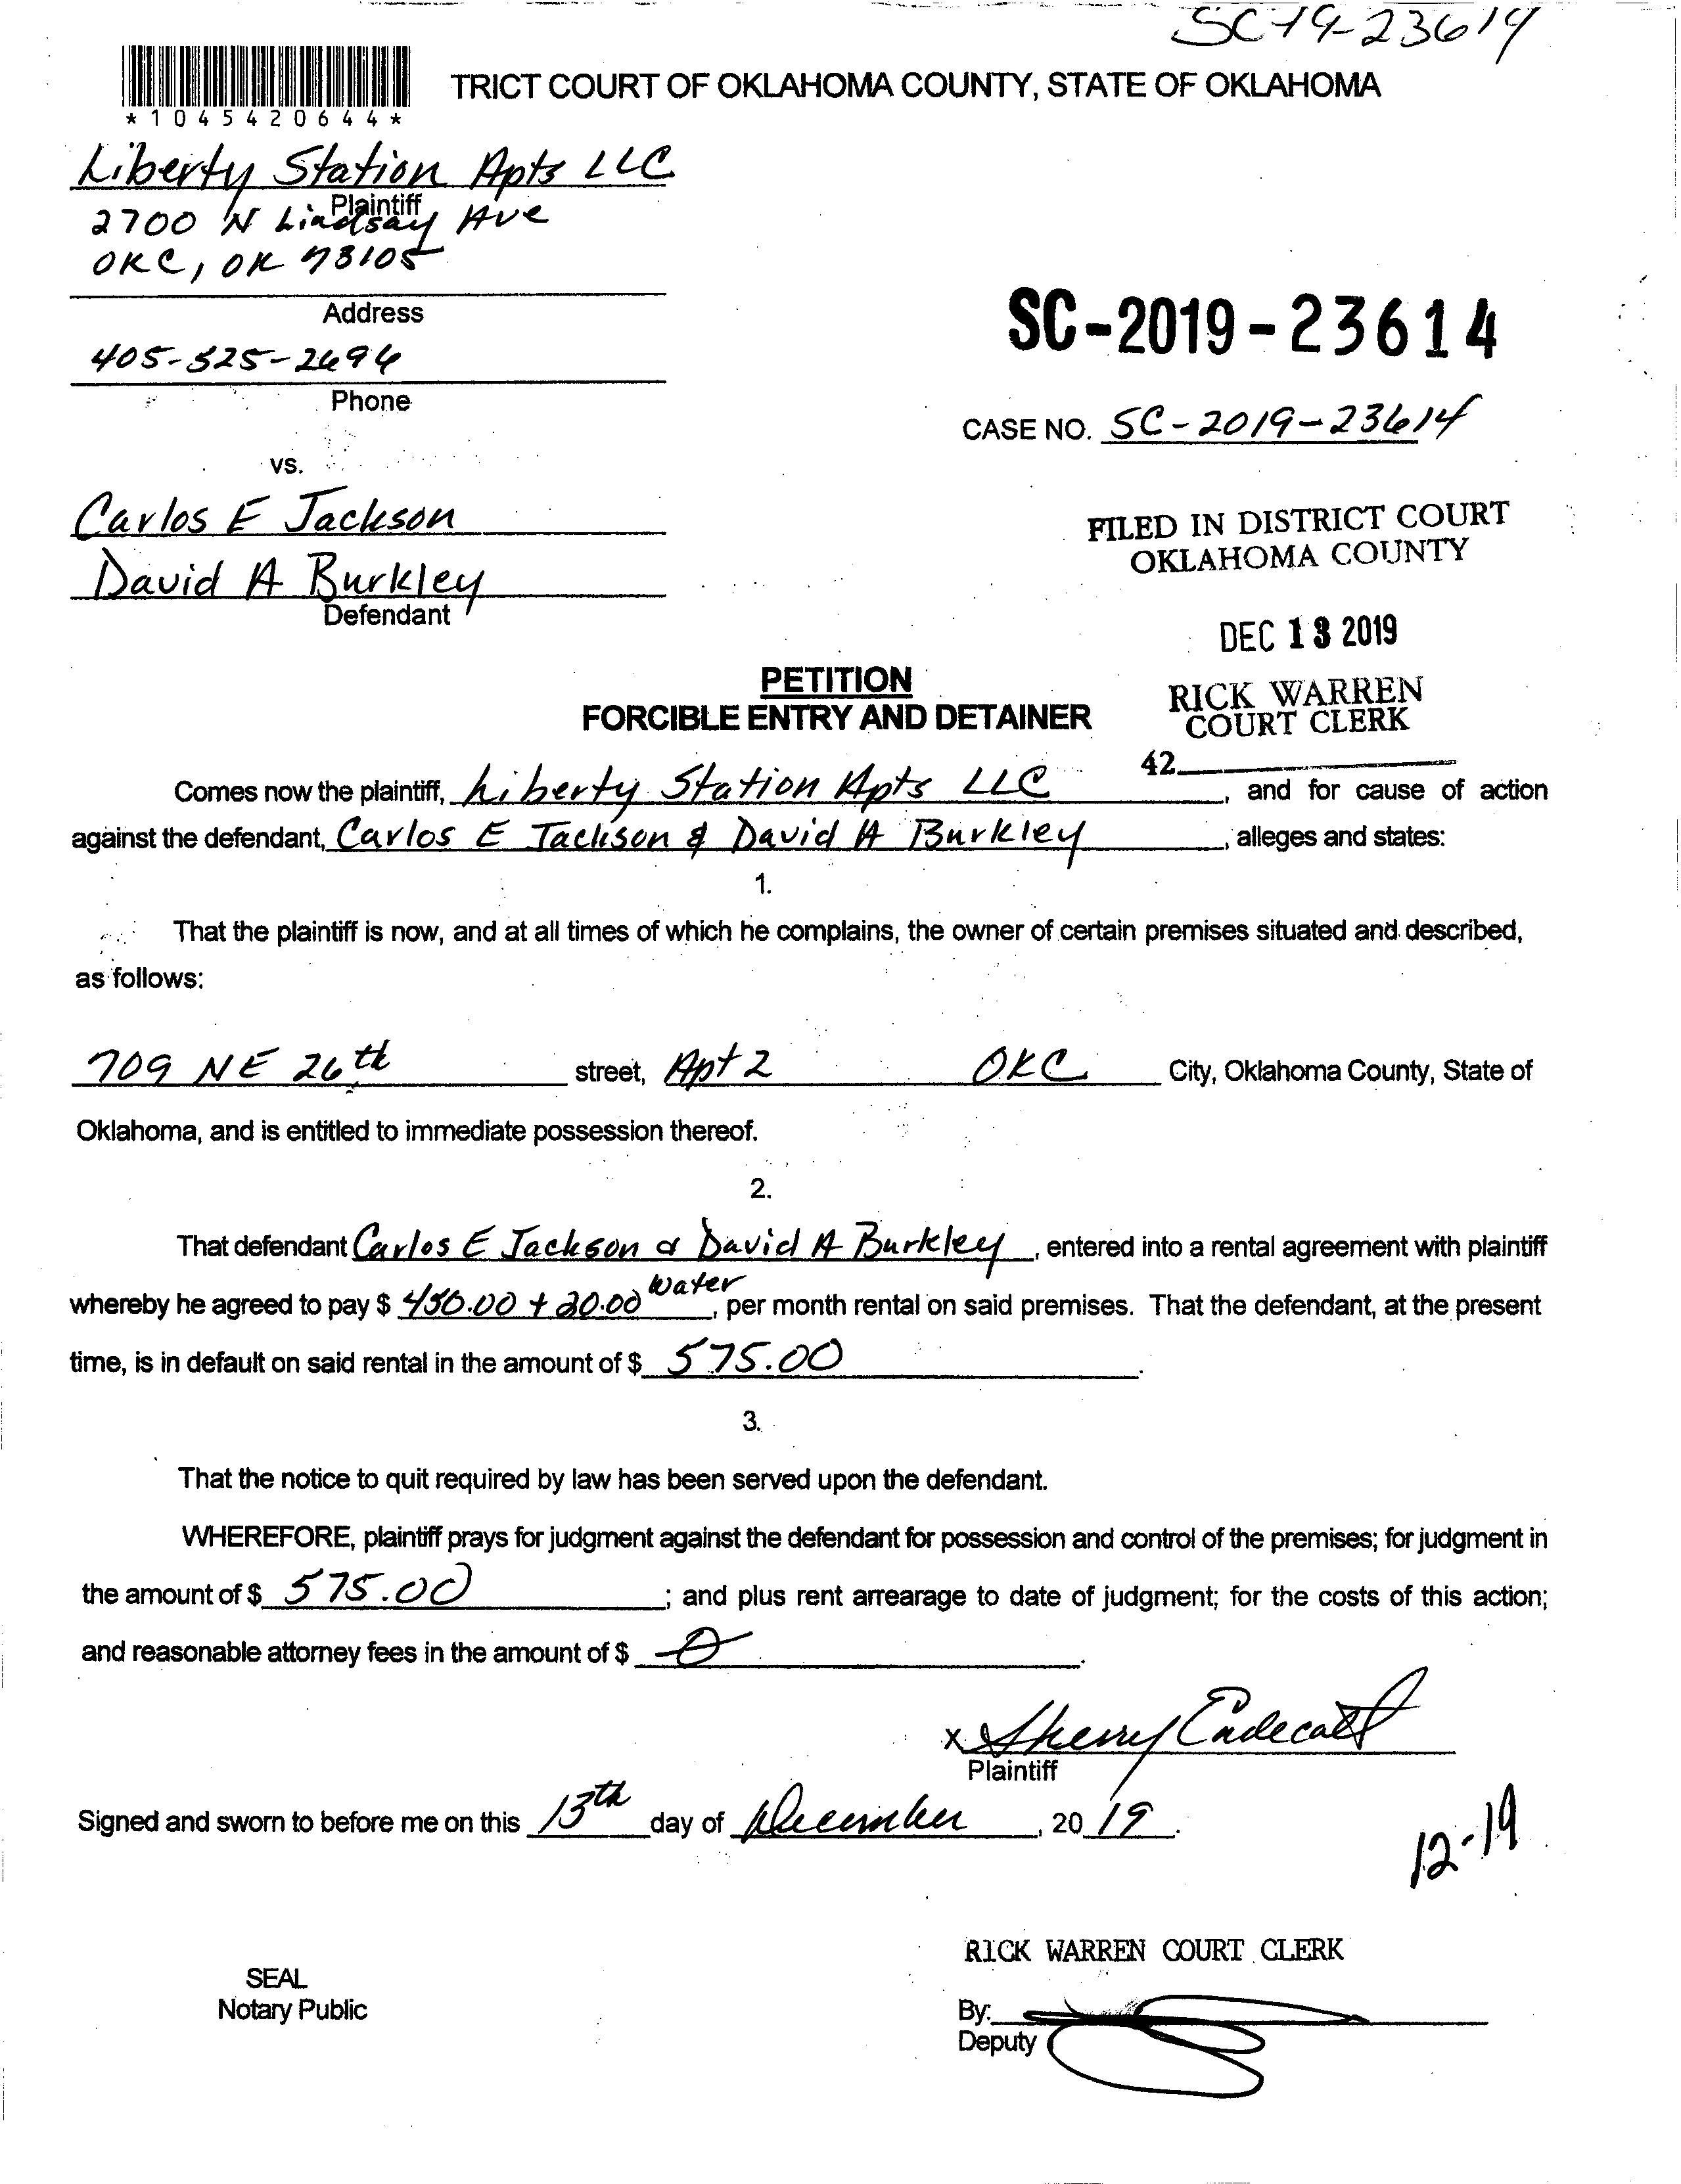 SC-19-23614
TRICT COURT OF OKLAHOMA COUNTY, STATE OF OKLAHOMA
*1045420644*
Liberty Station Apts LLC
Plaintiff
2700 N Lindsay Ave
OKC, OK 73105
Address
SC-2019-23614
405-525-2696
Phone
CASE NO. SC-2019-23614
vs.
Carlos E Jackson
David A Burkley
Defendant
FILED IN DISTRICT COURT
OKLAHOMA COUNTY
DEC 13 2019
RICK WARREN
COURT CLERK
42
PETITION
FORCIBLE ENTRY AND DETAINER
Comes now the plaintiff, Liberty Station Apts LLC, and for cause of action
against the defendant, Carlos E Jackson & David A Burkley, alleges and states:
1.
That the plaintiff is now, and at all times of which he complains, the owner of certain premises situated and described,
as follows:
709 NE 26th street, Apt 2 OKC City, Oklahoma County, State of
Oklahoma, and is entitled to immediate possession thereof.
2.
That defendant Carlos E Jackson & David A Burkley, entered into a rental agreement with plaintiff
whereby he agreed to pay $ 450.00 + 20.00 water, per month rental on said premises. That the defendant, at the present
time, is in default on said rental in the amount of $ 575.00.
3.
That the notice to quit required by law has been served upon the defendant.
WHEREFORE, plaintiff prays for judgment against the defendant for possession and control of the premises; for judgment in
the amount of $ 575.00; and plus rent arrearage to date of judgment; for the costs of this action;
and reasonable attorney fees in the amount of $ 0.
x Sherry
Plaintiff
Signed and sworn to before me on this 13th day of December, 2019.
12-19
RICK WARREN COURT CLERK
SEAL
Notary Public
By:
Deputy